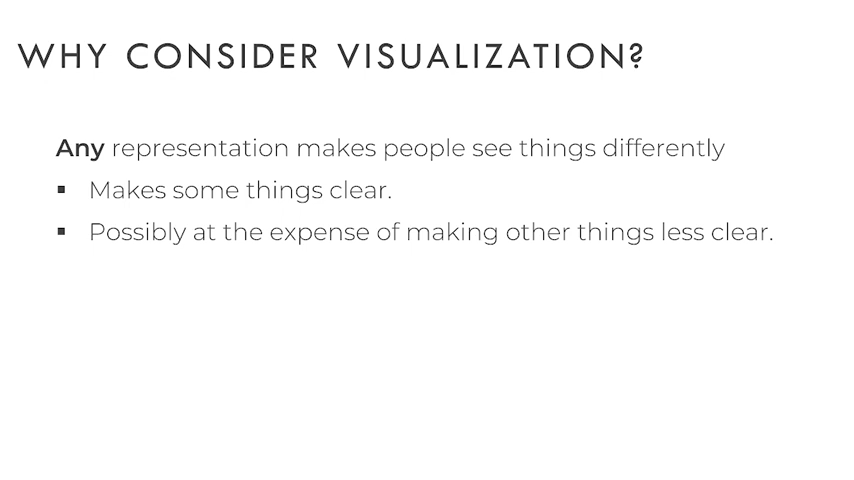 WHY CONSIDER VISUALIZATION?
Any representation makes people see things differently
▪ Makes some things clear.
▪ Possibly at the expense of making other things less clear.